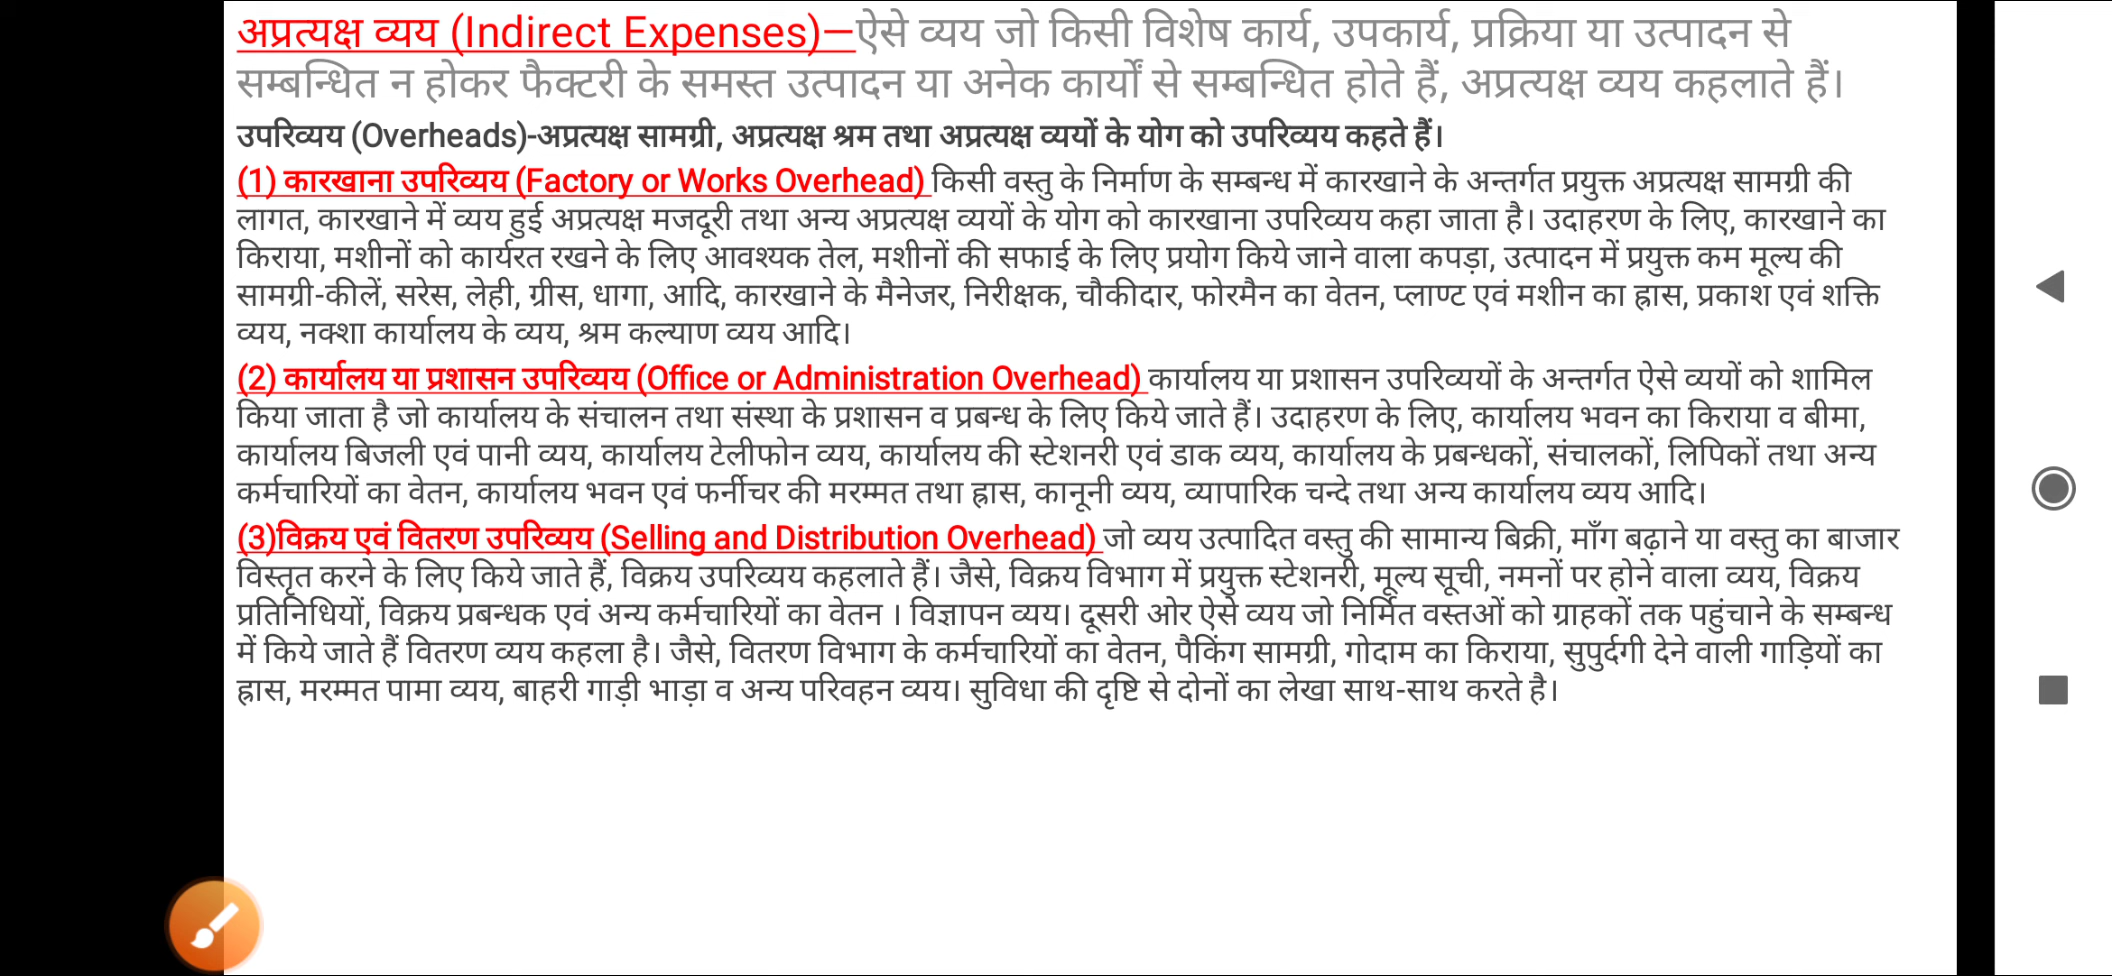 अप्रत्यक्ष व्यय (Indirect Expenses)—ऐसे व्यय जो किसी विशेष कार्य, उपकार्य, प्रक्रिया या उत्पादन से
सम्बन्धित न होकर फैक्टरी के समस्त उत्पादन या अनेक कार्यों से सम्बन्धित होते हैं, अप्रत्यक्ष व्यय कहलाते हैं।
उपरिव्यय (Overheads)-अप्रत्यक्ष सामग्री, अप्रत्यक्ष श्रम तथा अप्रत्यक्ष व्ययों के योग को उपरिव्यय कहते हैं।
(1) कारखाना उपरिव्यय (Factory or Works Overhead) किसी वस्तु के निर्माण के सम्बन्ध में कारखाने के अन्तर्गत प्रयुक्त अप्रत्यक्ष सामग्री की
लागत, कारखाने में व्यय हुई अप्रत्यक्ष मजदूरी तथा अन्य अप्रत्यक्ष व्ययों के योग को कारखाना उपरिव्यय कहा जाता है। उदाहरण के लिए, कारखाने का
किराया, मशीनों को कार्यरत रखने के लिए आवश्यक तेल, मशीनों की सफाई के लिए प्रयोग किये जाने वाला कपड़ा, उत्पादन में प्रयुक्त कम मूल्य की
सामग्री-कीलें, सरेस, लेही, ग्रीस, धागा, आदि, कारखाने के मैनेजर, निरीक्षक, चौकीदार, फोरमैन का वेतन, प्लाण्ट एवं मशीन का ह्रास, प्रकाश एवं शक्ति
व्यय, नक्शा कार्यालय के व्यय, श्रम कल्याण व्यय आदि।
(2) कार्यालय या प्रशासन उपरिव्यय (Office or Administration Overhead) कार्यालय या प्रशासन उपरिव्ययों के अन्तर्गत ऐसे व्ययों को शामिल
किया जाता है जो कार्यालय के संचालन तथा संस्था के प्रशासन व प्रबन्ध के लिए किये जाते हैं। उदाहरण के लिए, कार्यालय भवन का किराया व बीमा,
कार्यालय बिजली एवं पानी व्यय, कार्यालय टेलीफोन व्यय, कार्यालय की स्टेशनरी एवं डाक व्यय, कार्यालय के प्रबन्धकों, संचालकों, लिपिकों तथा अन्य
कर्मचारियों का वेतन, कार्यालय भवन एवं फर्नीचर की मरम्मत तथा ह्रास, कानूनी व्यय, व्यापारिक चन्दे तथा अन्य कार्यालय व्यय आदि।
(3)विक्रय एवं वितरण उपरिव्यय (Selling and Distribution Overhead) जो व्यय उत्पादित वस्तु की सामान्य बिक्री, माँग बढ़ाने या वस्तु का बाजार
विस्तृत करने के लिए किये जाते हैं, विक्रय उपरिव्यय कहलाते हैं। जैसे, विक्रय विभाग में प्रयुक्त स्टेशनरी, मूल्य सूची, नमनों पर होने वाला व्यय, विक्रय
प्रतिनिधियों, विक्रय प्रबन्धक एवं अन्य कर्मचारियों का वेतन । विज्ञापन व्यय। दूसरी ओर ऐसे व्यय जो निर्मित वस्तओं को ग्राहकों तक पहुंचाने के सम्बन्ध
में किये जाते हैं वितरण व्यय कहला है। जैसे, वितरण विभाग के कर्मचारियों का वेतन, पैकिंग सामग्री, गोदाम का किराया, सुपुर्दगी देने वाली गाड़ियों का
ह्रास, मरम्मत पामा व्यय, बाहरी गाड़ी भाड़ा व अन्य परिवहन व्यय। सुविधा की दृष्टि से दोनों का लेखा साथ-साथ करते है।